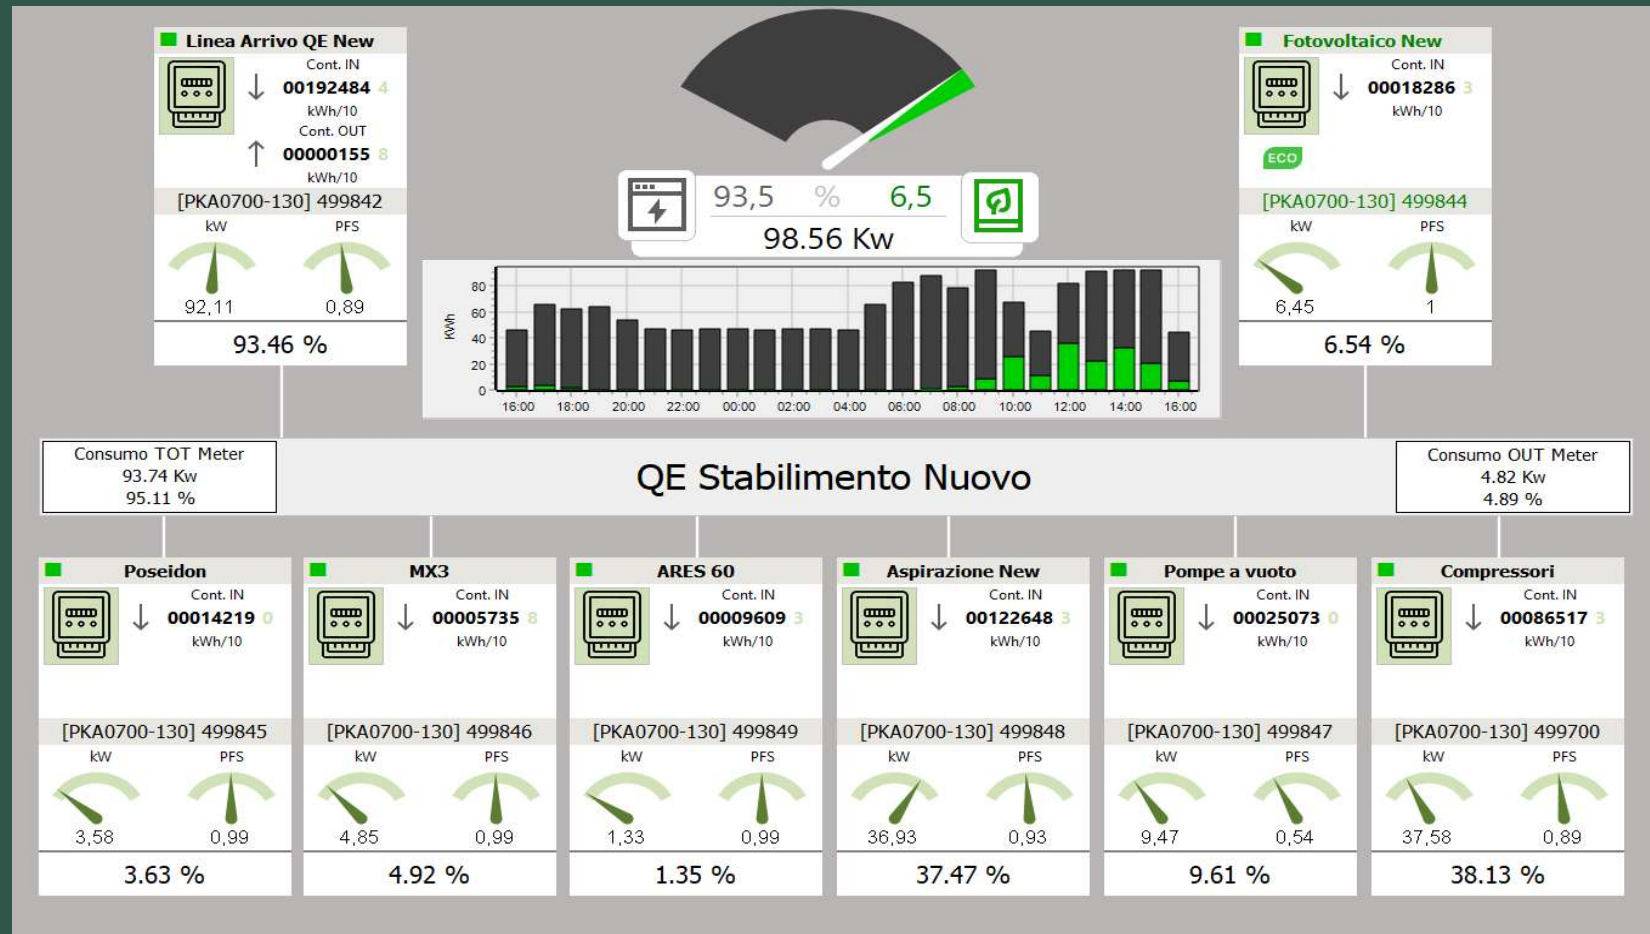 Linea Arrivo QE New
Cont. IN
00192484 4
kWh/10
Cont. OUT
00000155 8
kWh/10
[PKA0700-130] 499842
kW PFS
92,11 0,89
93.46 %
93,5 % 6,5
98.56 Kw
Fotovoltaico New
Cont. IN
00018286 3
kWh/10
ECO
[PKA0700-130] 499844
kW PFS
6,45 1
6.54 %
KWh
80
60
40
20
0
16:00 18:00 20:00 22:00 00:00 02:00 04:00 06:00 08:00 10:00 12:00 14:00 16:00
Consumo TOT Meter
93.74 Kw
95.11 %
QE Stabilimento Nuovo
Consumo OUT Meter
4.82 Kw
4.89 %
Poseidon
Cont. IN
00014219 0
kWh/10
[PKA0700-130] 499845
kW PFS
3,58 0,99
3.63 %
MX3
Cont. IN
00005735 8
kWh/10
[PKA0700-130] 499846
kW PFS
4,85 0,99
4.92 %
ARES 60
Cont. IN
00009609 3
kWh/10
[PKA0700-130] 499849
kW PFS
1,33 0,99
1.35 %
Aspirazione New
Cont. IN
00122648 3
kWh/10
[PKA0700-130] 499848
kW PFS
36,93 0,93
37.47 %
Pompe a vuoto
Cont. IN
00025073 0
kWh/10
[PKA0700-130] 499847
kW PFS
9,47 0,54
9.61 %
Compressori
Cont. IN
00086517 3
kWh/10
[PKA0700-130] 499700
kW PFS
37,58 0,89
38.13 %